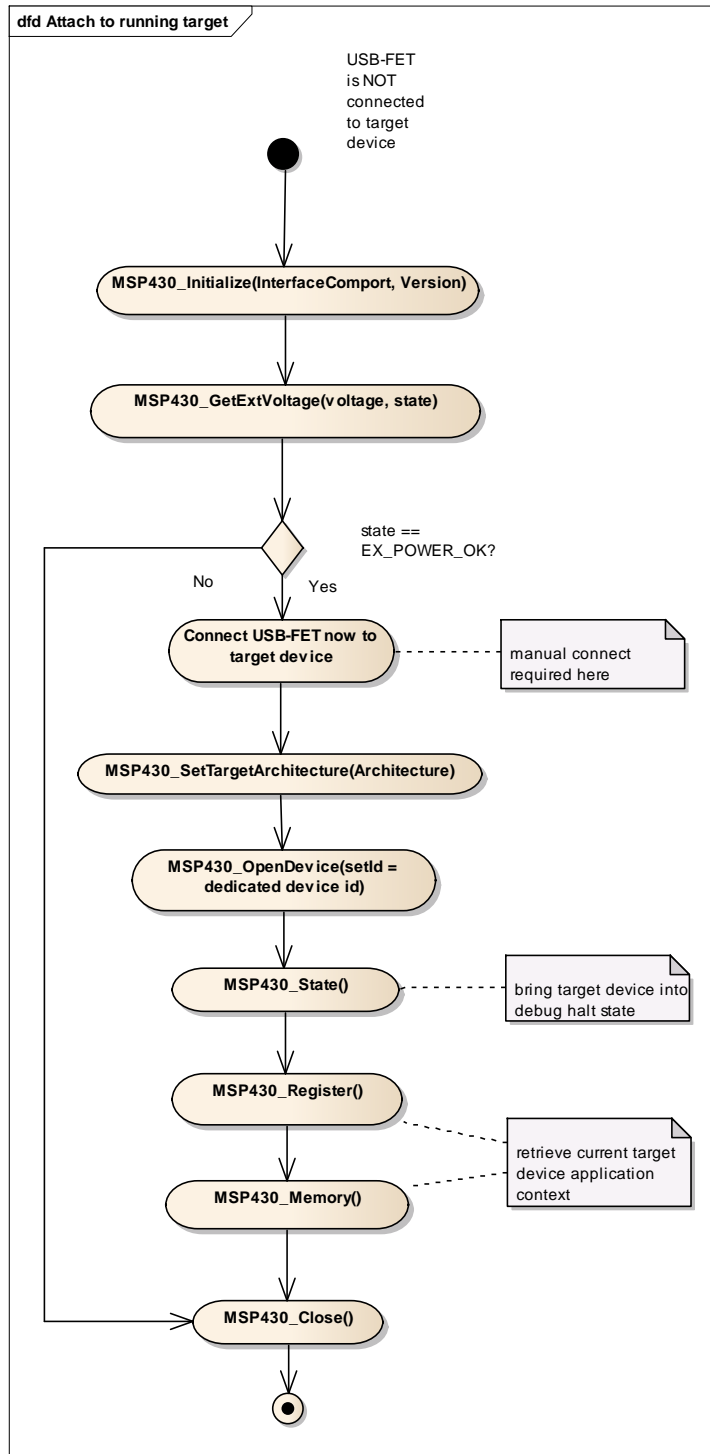 dfd Attach to running target
USB-FET
is NOT
connected
to target
device
MSP430_Initialize(InterfaceComport, Version)
MSP430_GetExtVoltage(voltage, state)
state ==
EX_POWER_OK?
No
Yes
Connect USB-FET now to
target device
manual connect
required here
MSP430_SetTargetArchitecture(Architecture)
MSP430_OpenDevice(setId =
dedicated device id)
MSP430_State()
bring target device into
debug halt state
MSP430_Register()
retrieve current target
device application
context
MSP430_Memory()
MSP430_Close()